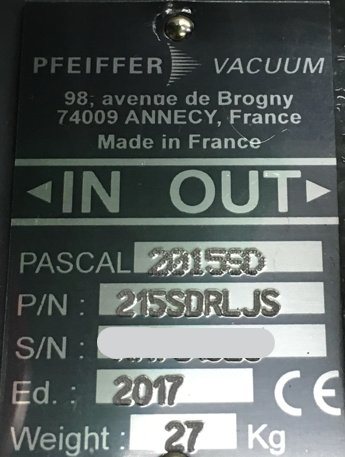 PFEIFFER VACUUM
98, avenue de Brogny
74009 ANNECY, France
Made in France
IN OUT
PASCAL 2015SD
P/N : 215SDRLJS
S/N :
Ed. : 2017 CE
Weight : 27 Kg